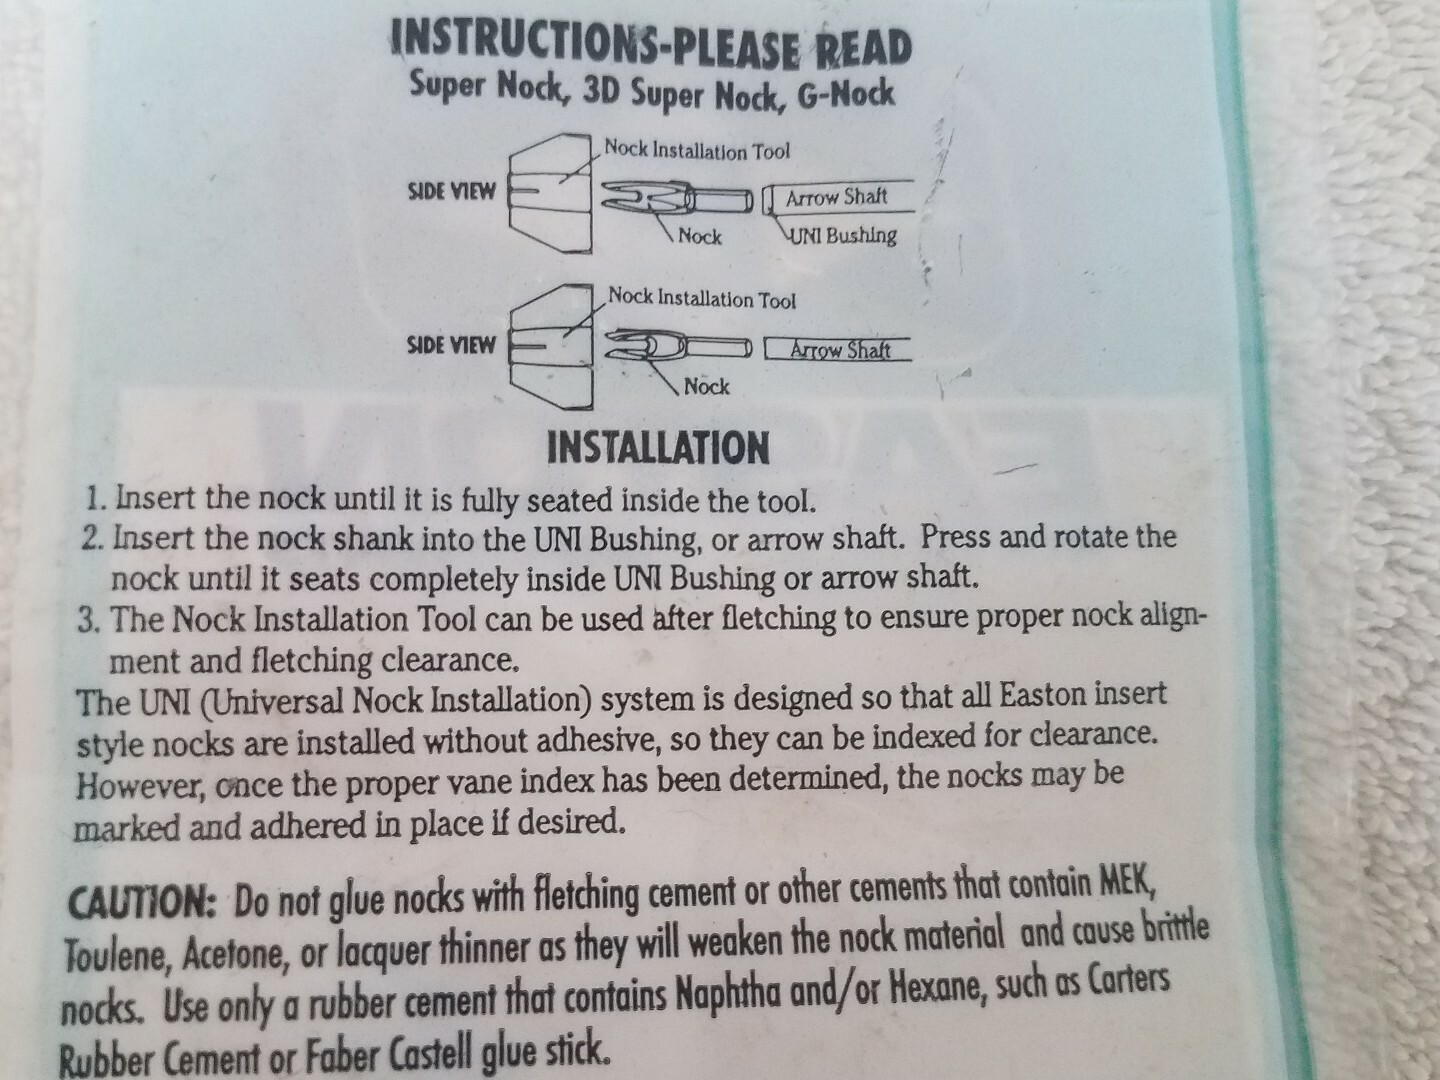 INSTRUCTIONS-PLEASE READ
Super Nock, 3D Super Nock, G-Nock
Nock Installation Tool
SIDE VIEW
Arrow Shaft
Nock
UNI Bushing
Nock Installation Tool
SIDE VIEW
Arrow Shaft
Nock
INSTALLATION
1. Insert the nock until it is fully seated inside the tool.
2. Insert the nock shank into the UNI Bushing, or arrow shaft. Press and rotate the
nock until it seats completely inside UNI Bushing or arrow shaft.
3. The Nock Installation Tool can be used after fletching to ensure proper nock align-
ment and fletching clearance.
The UNI (Universal Nock Installation) system is designed so that all Easton insert
style nocks are installed without adhesive, so they can be indexed for clearance.
However, once the proper vane index has been determined, the nocks may be
marked and adhered in place if desired.
CAUTION: Do not glue nocks with fletching cement or other cements that contain MEK,
Toulene, Acetone, or lacquer thinner as they will weaken the nock material and cause brittle
nocks. Use only a rubber cement that contains Naphtha and/or Hexane, such as Carters
Rubber Cement or Faber Castell glue stick.